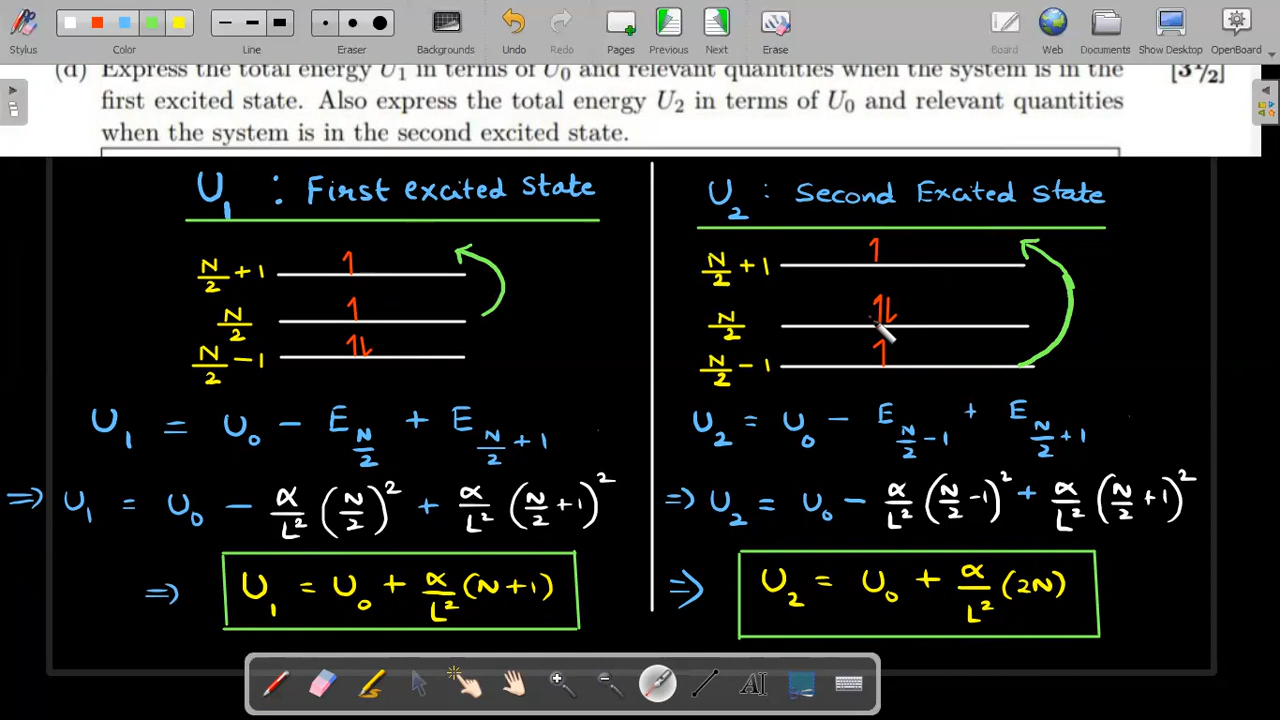 Stylus Color Line Eraser Backgrounds Undo Redo Pages Previous Next Erase Board Web Documents Show Desktop OpenBoard
(d) Express the total energy U₁ in terms of U₀ and relevant quantities when the system is in the [3½]
first excited state. Also express the total energy U₂ in terms of U₀ and relevant quantities
when the system is in the second excited state.
U₁ : First excited state
N/2 + 1
N/2
N/2 - 1
U₁ = U₀ - E_{N/2} + E_{N/2+1}
⇒ U₁ = U₀ - α/L² (N/2)² + α/L² (N/2+1)²
⇒ U₁ = U₀ + α/L² (N+1)
U₂ : Second Excited state
N/2 + 1
N/2
N/2 - 1
U₂ = U₀ - E_{N/2-1} + E_{N/2+1}
⇒ U₂ = U₀ - α/L² (N/2-1)² + α/L² (N/2+1)²
⇒ U₂ = U₀ + α/L² (2N)
AI